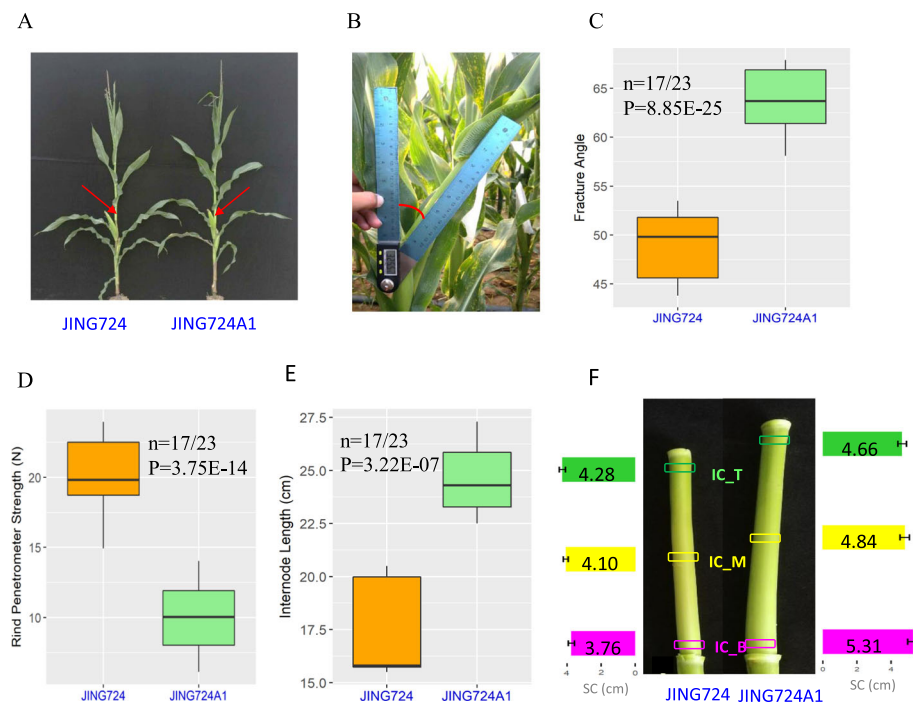 A
JING724
JING724A1
B
C
Fracture Angle
65
60
55
50
45
n=17/23
P=8.85E-25
JING724
JING724A1
D
Rind Penetrometer Strength (N)
20
15
10
n=17/23
P=3.75E-14
JING724
JING724A1
E
Internode Length (cm)
27.5
25.0
22.5
20.0
17.5
15.0
n=17/23
P=3.22E-07
JING724
JING724A1
F
4.28
IC_T
4.66
4.10
IC_M
4.84
3.76
IC_B
5.31
4
0
SC (cm)
JING724
JING724A1
0
4
SC (cm)